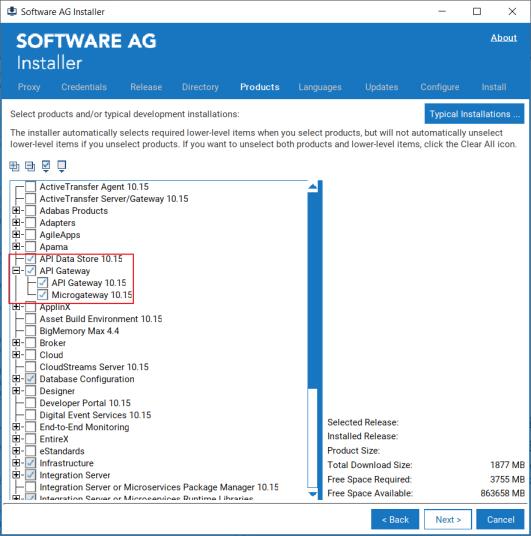 Software AG Installer
SOFTWARE AG
Installer
About
Proxy Credentials Release Directory Products Languages Updates Configure Install
Select products and/or typical development installations:
Typical Installations ...
The installer automatically selects required lower-level items when you select products, but will not automatically unselect
lower-level items if you unselect products. If you want to unselect both products and lower-level items, click the Clear All icon.
ActiveTransfer Agent 10.15
ActiveTransfer Server/Gateway 10.15
Adabas Products
Adapters
AgileApps
Apama
API Data Store 10.15
API Gateway
API Gateway 10.15
Microgateway 10.15
ApplinX
Asset Build Environment 10.15
BigMemory Max 4.4
Broker
Cloud
CloudStreams Server 10.15
Database Configuration
Designer
Developer Portal 10.15
Digital Event Services 10.15
End-to-End Monitoring
EntireX
eStandards
Infrastructure
Integration Server
Integration Server or Microservices Package Manager 10.15
Integration Server or Microservices Runtime Libraries
Selected Release:
Installed Release:
Product Size:
Total Download Size: 1877 MB
Free Space Required: 3755 MB
Free Space Available: 863658 MB
< Back Next > Cancel